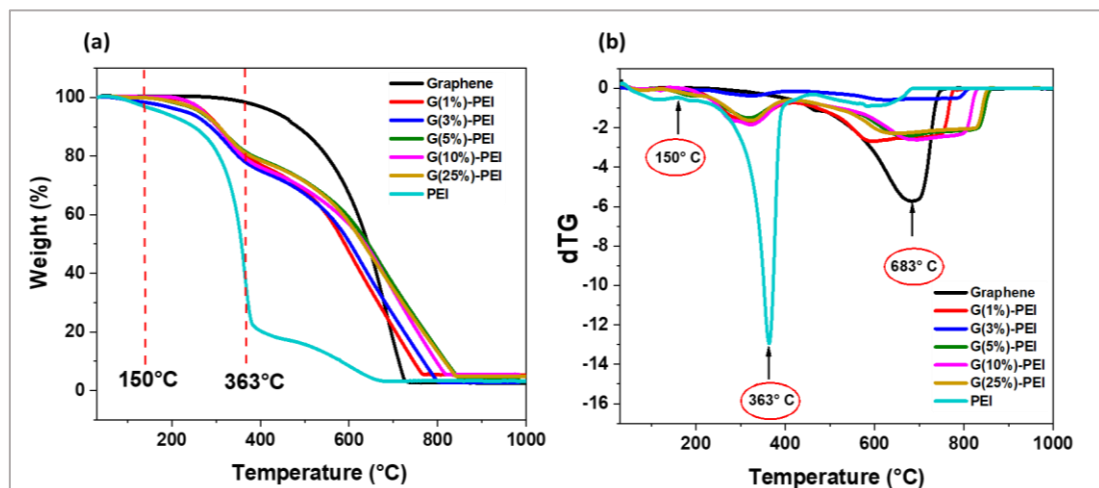 (a)
Weight (%)
100
80
60
40
20
0
Graphene
G(1%)-PEI
G(3%)-PEI
G(5%)-PEI
G(10%)-PEI
G(25%)-PEI
PEI
150°C
363°C
200
400
600
800
1000
Temperature (°C)
(b)
dTG
0
-2
-4
-6
-8
-10
-12
-14
-16
150° C
683° C
363° C
Graphene
G(1%)-PEI
G(3%)-PEI
G(5%)-PEI
G(10%)-PEI
G(25%)-PEI
PEI
0
200
400
600
800
1000
Temperature (°C)